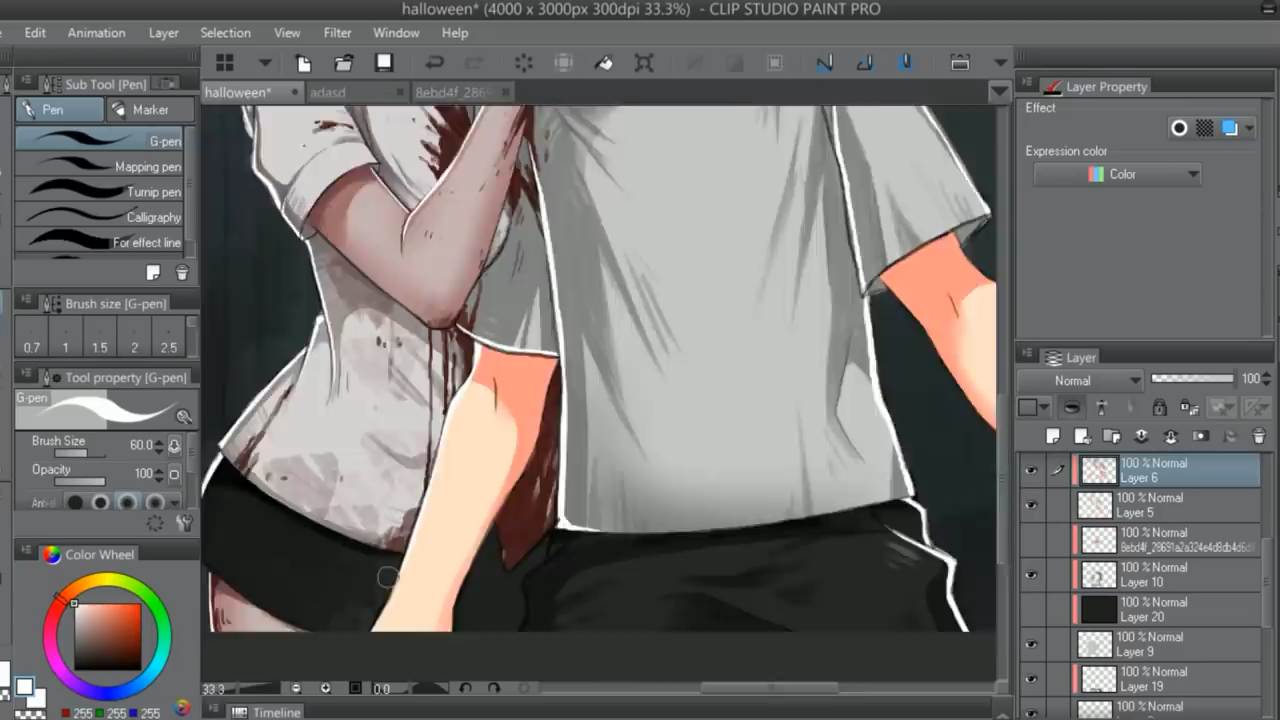 halloween* (4000 x 3000px 300dpi 33.3%) - CLIP STUDIO PAINT PRO
Edit Animation Layer Selection View Filter Window Help
Sub Tool [Pen]
Pen Marker
G-pen
Mapping pen
Turnip pen
Calligraphy
For effect line
Brush size [G-pen]
0.7 1 1.5 2 2.5
Tool property [G-pen]
G-pen
Brush Size 60.0
Opacity 100
Color Wheel
255 255 255
halloween* adasd 8ebd4f_2869
33.3 0.0
Timeline
Layer Property
Effect
Expression color
Color
Layer
Normal 100
100 % Normal
Layer 6
100 % Normal
Layer 5
100 % Normal
100 % Normal
Layer 10
100 % Normal
Layer 20
100 % Normal
Layer 9
100 % Normal
Layer 19
100 % Normal